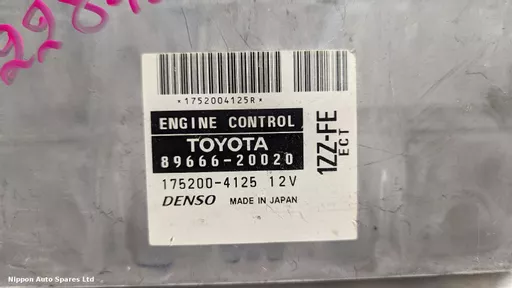 *1752004125R*
ENGINE CONTROL
TOYOTA
89666-20020
175200-4125 12V
DENSO MADE IN JAPAN
1ZZ-FE
ECT
Nippon Auto Spares Ltd